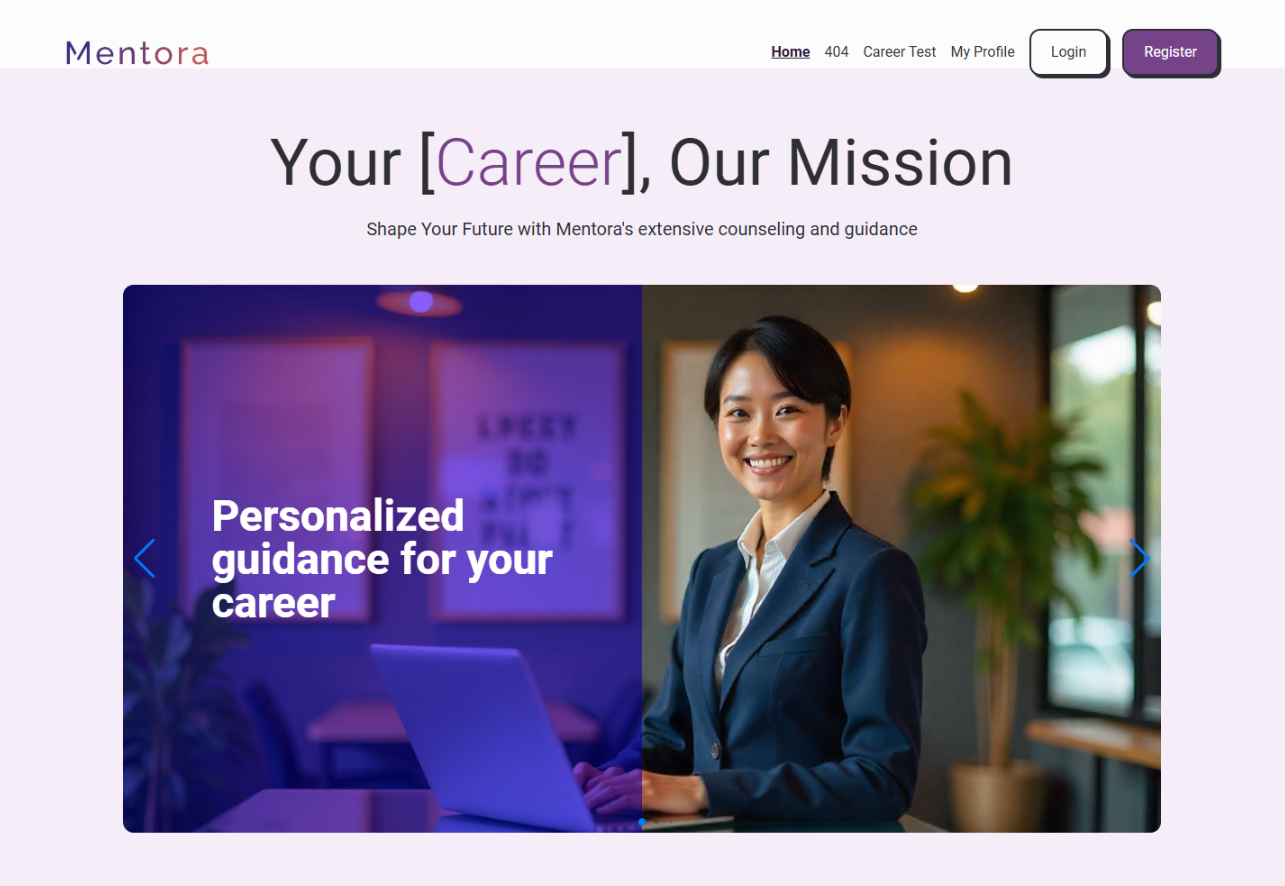 Mentora
Home 404 Career Test My Profile Login Register
Your [Career], Our Mission
Shape Your Future with Mentora's extensive counseling and guidance
Personalized
guidance for your
career